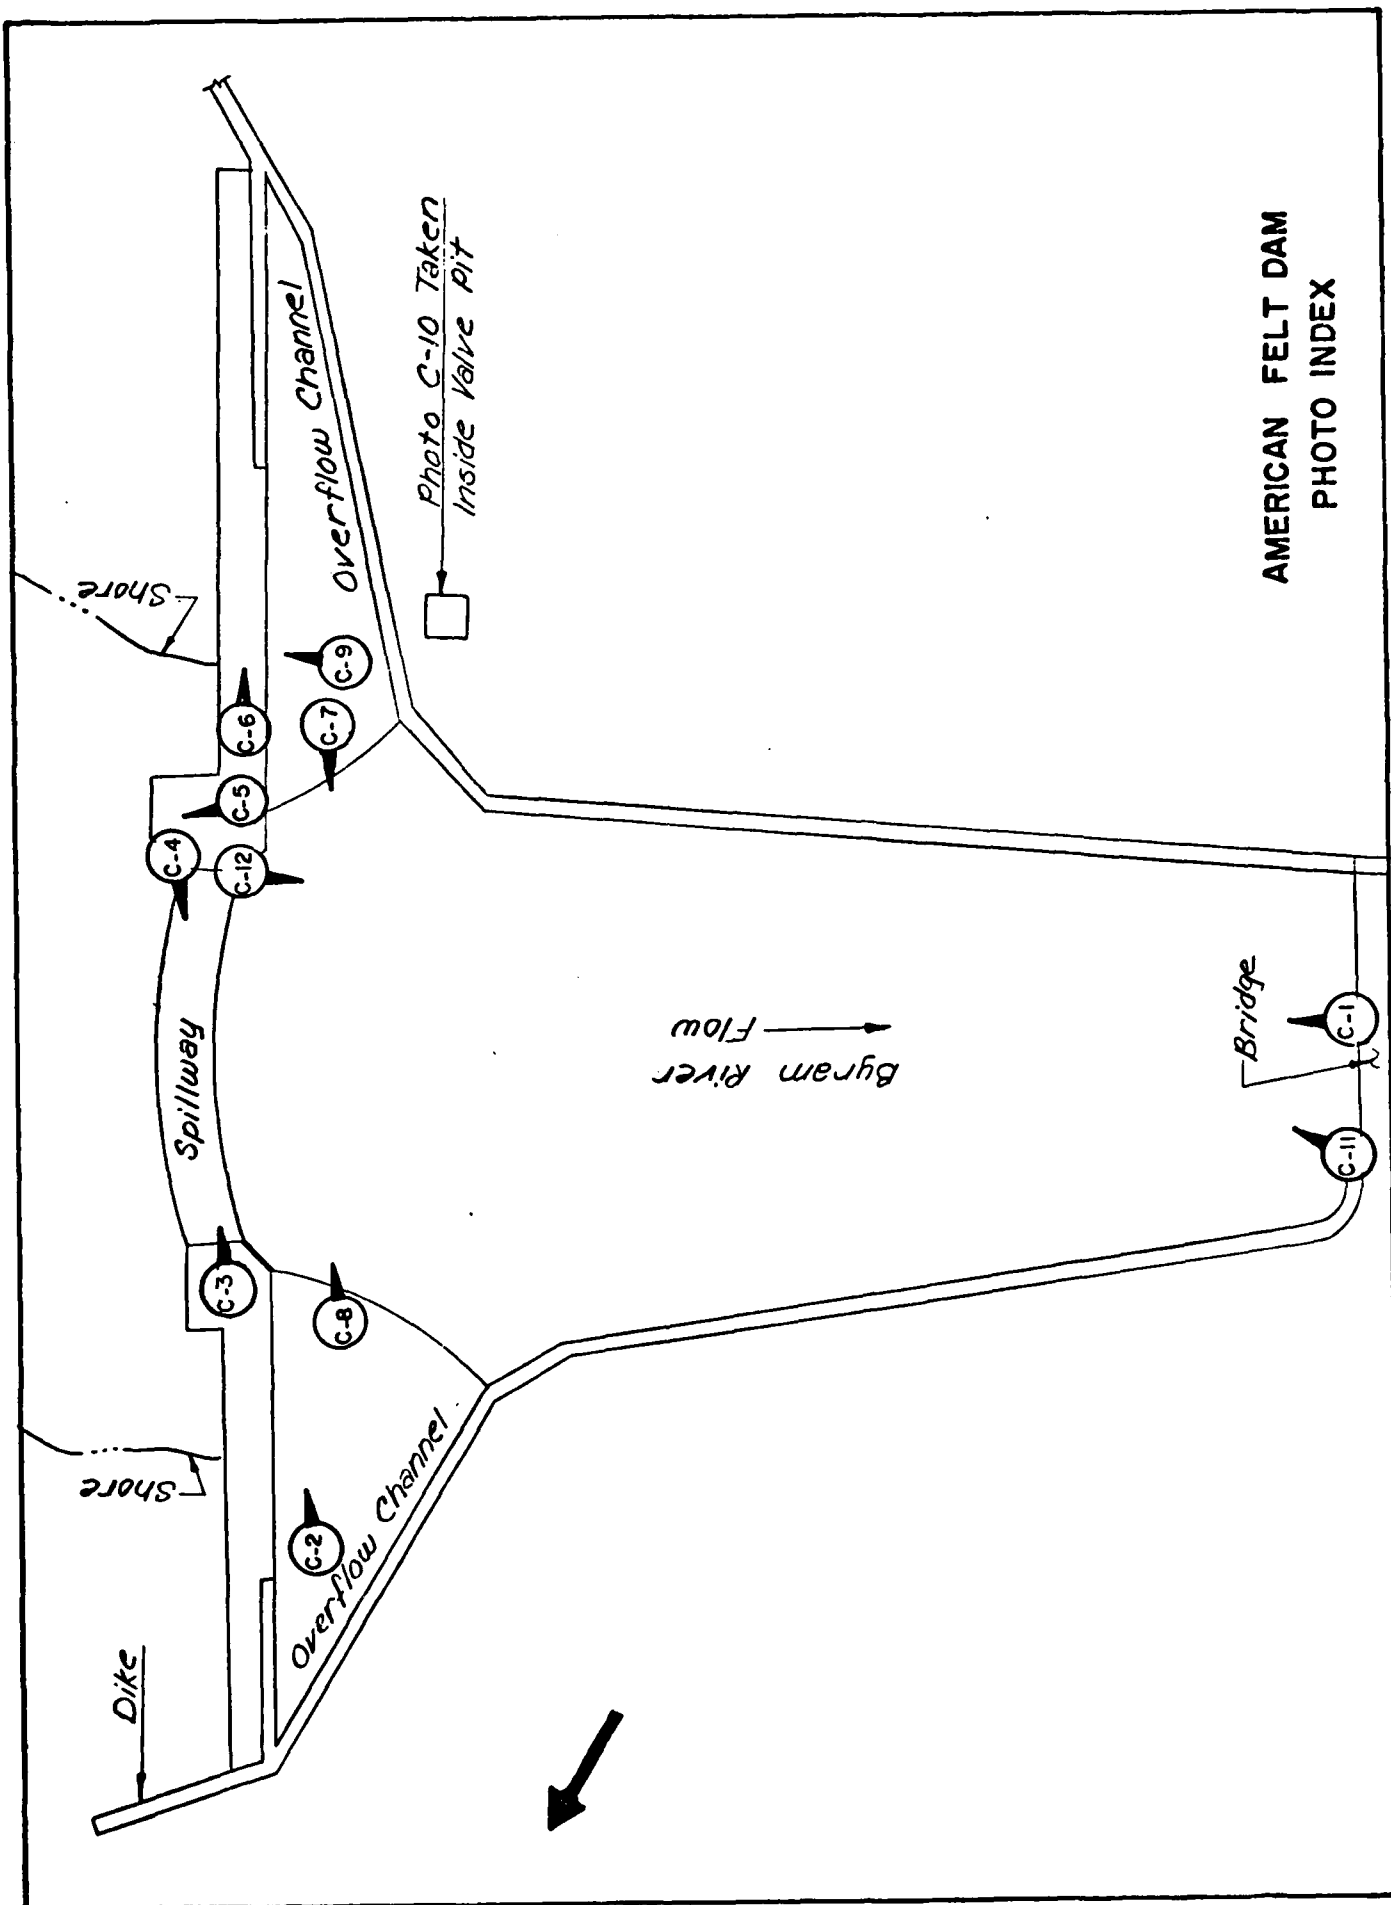 Dike
Shore
Shore
Overflow Channel
Overflow Channel
Spillway
Photo C-10 Taken
Inside Valve Pit
C-2
C-3
C-8
C-4
C-12
C-5
C-6
C-7
C-9
Byram River
Flow
Bridge
C-11
C-1
AMERICAN FELT DAM
PHOTO INDEX